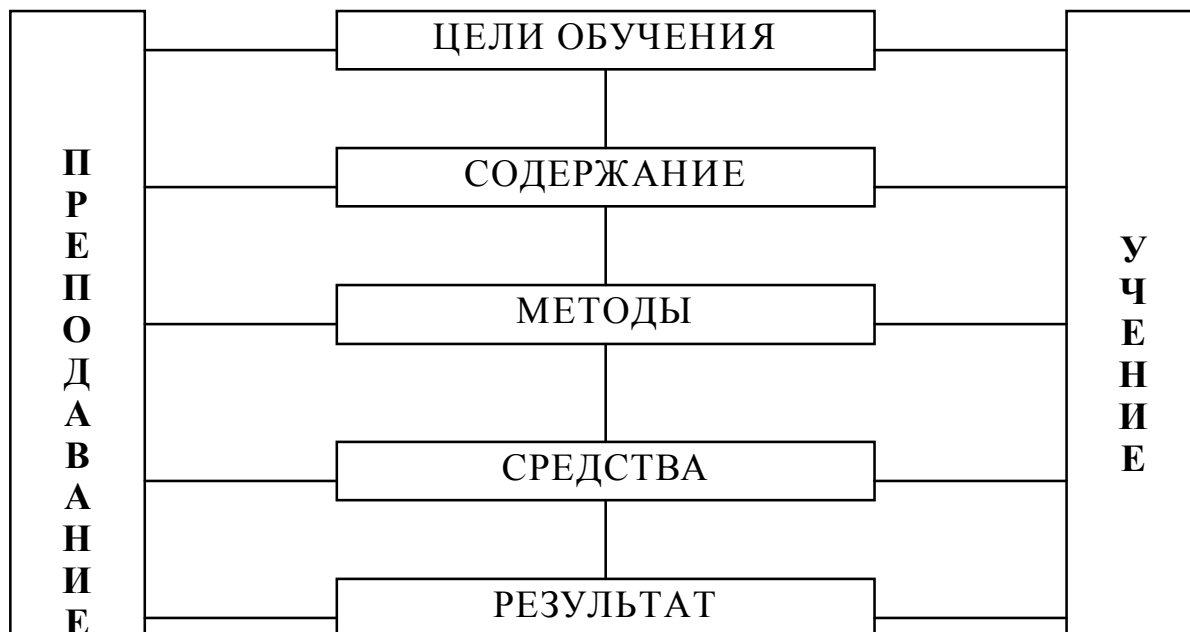 ПРЕПОДАВАНИЕ
ЦЕЛИ ОБУЧЕНИЯ
СОДЕРЖАНИЕ
МЕТОДЫ
СРЕДСТВА
РЕЗУЛЬТАТ
УЧЕНИЕ